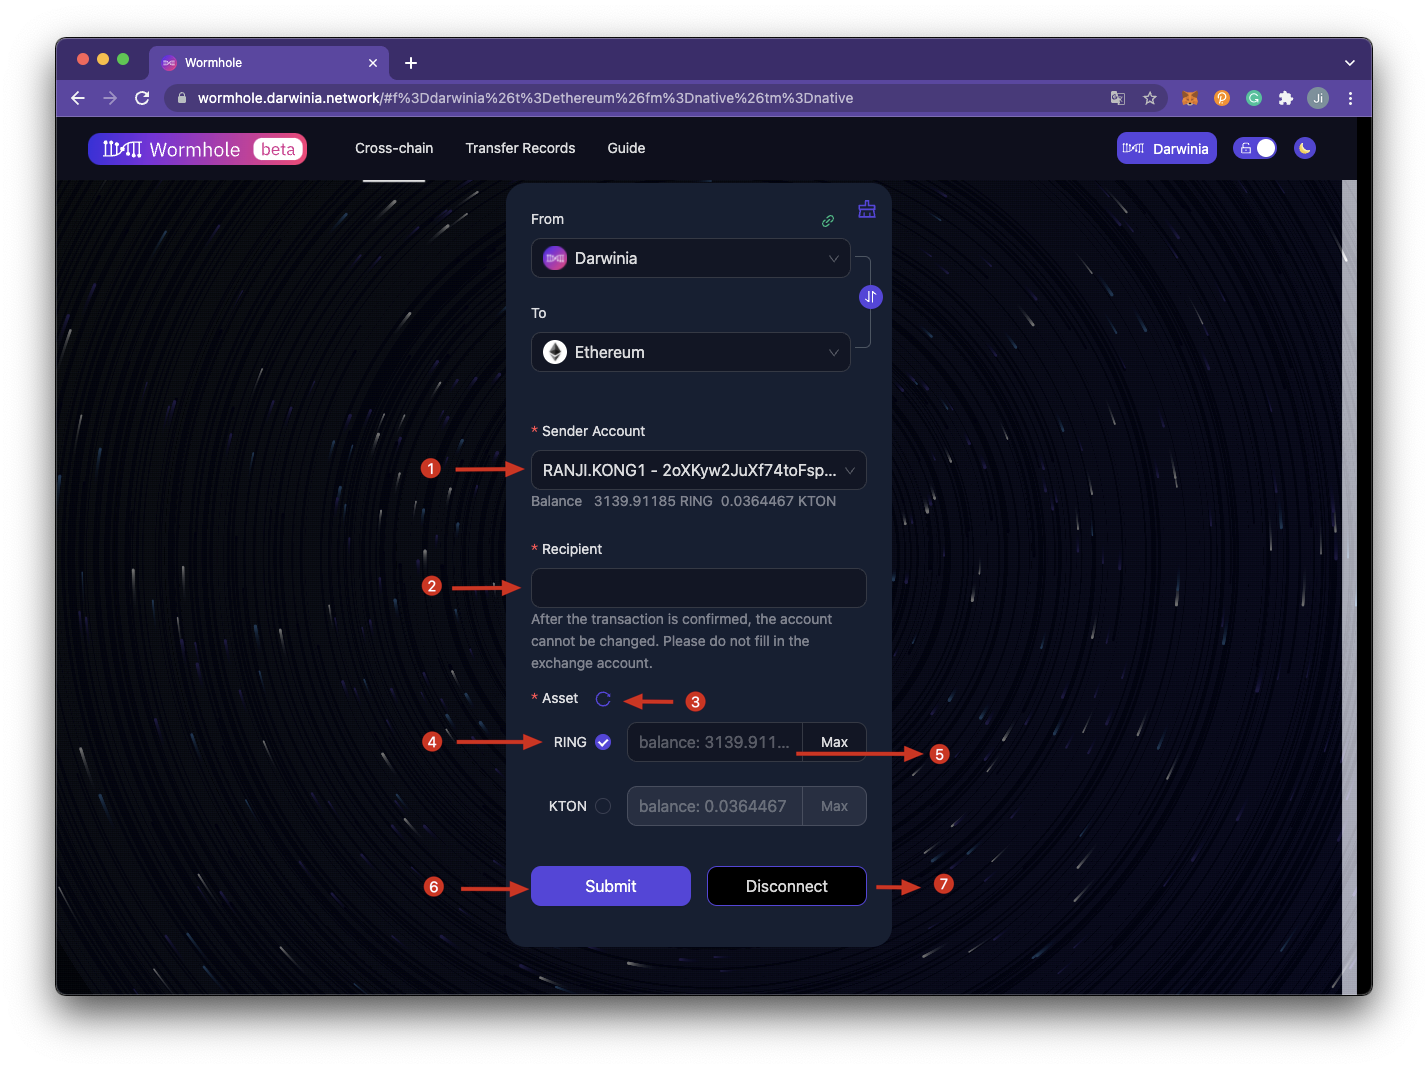 Wormhole
wormhole.darwinia.network/#f%3Ddarwinia%26t%3Dethereum%26fm%3Dnative%26tm%3Dnative
Ji
Wormhole beta
Cross-chain
Transfer Records
Guide
Darwinia
From
Darwinia
To
Ethereum
* Sender Account
1
RANJI.KONG1 - 2oXKyw2JuXf74toFsp...
Balance 3139.91185 RING 0.0364467 KTON
* Recipient
2
After the transaction is confirmed, the account
cannot be changed. Please do not fill in the
exchange account.
* Asset
3
4
RING
balance: 3139.911...
Max
5
KTON
balance: 0.0364467
Max
6
Submit
Disconnect
7